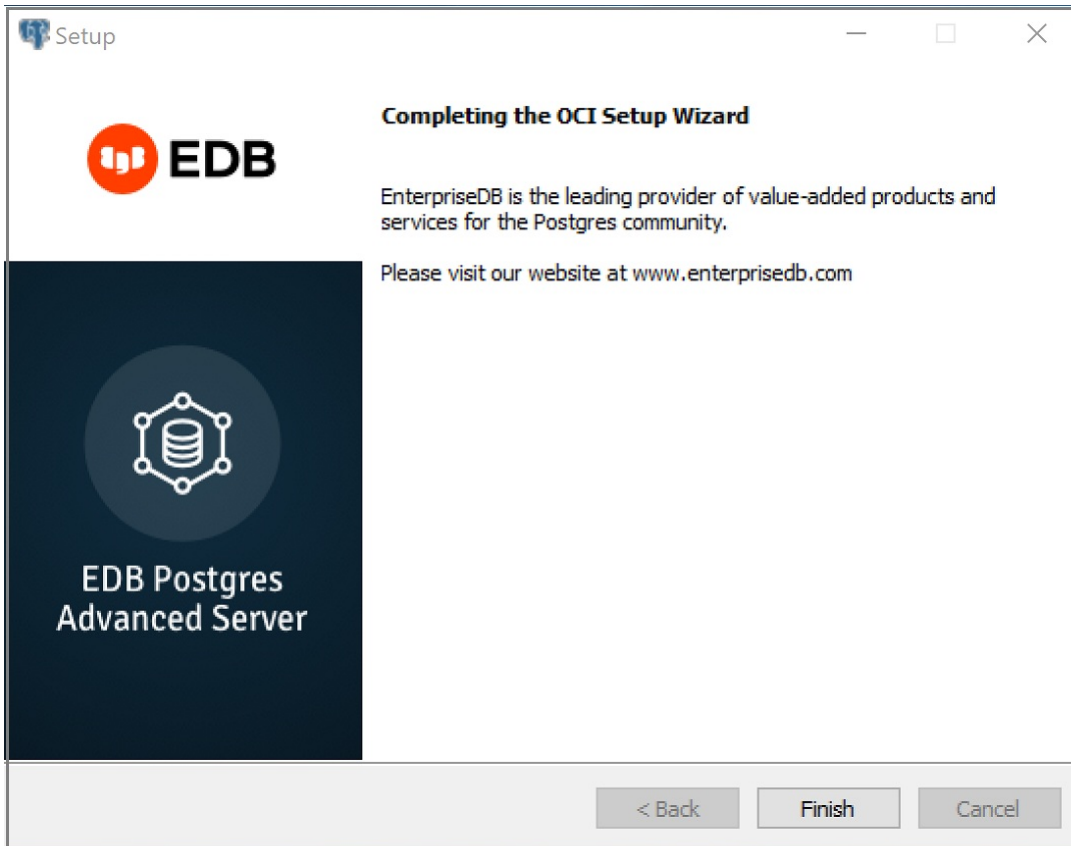 Setup
Completing the OCI Setup Wizard
EDB
EnterpriseDB is the leading provider of value-added products and
services for the Postgres community.
Please visit our website at www.enterprisedb.com
EDB Postgres
Advanced Server
< Back
Finish
Cancel